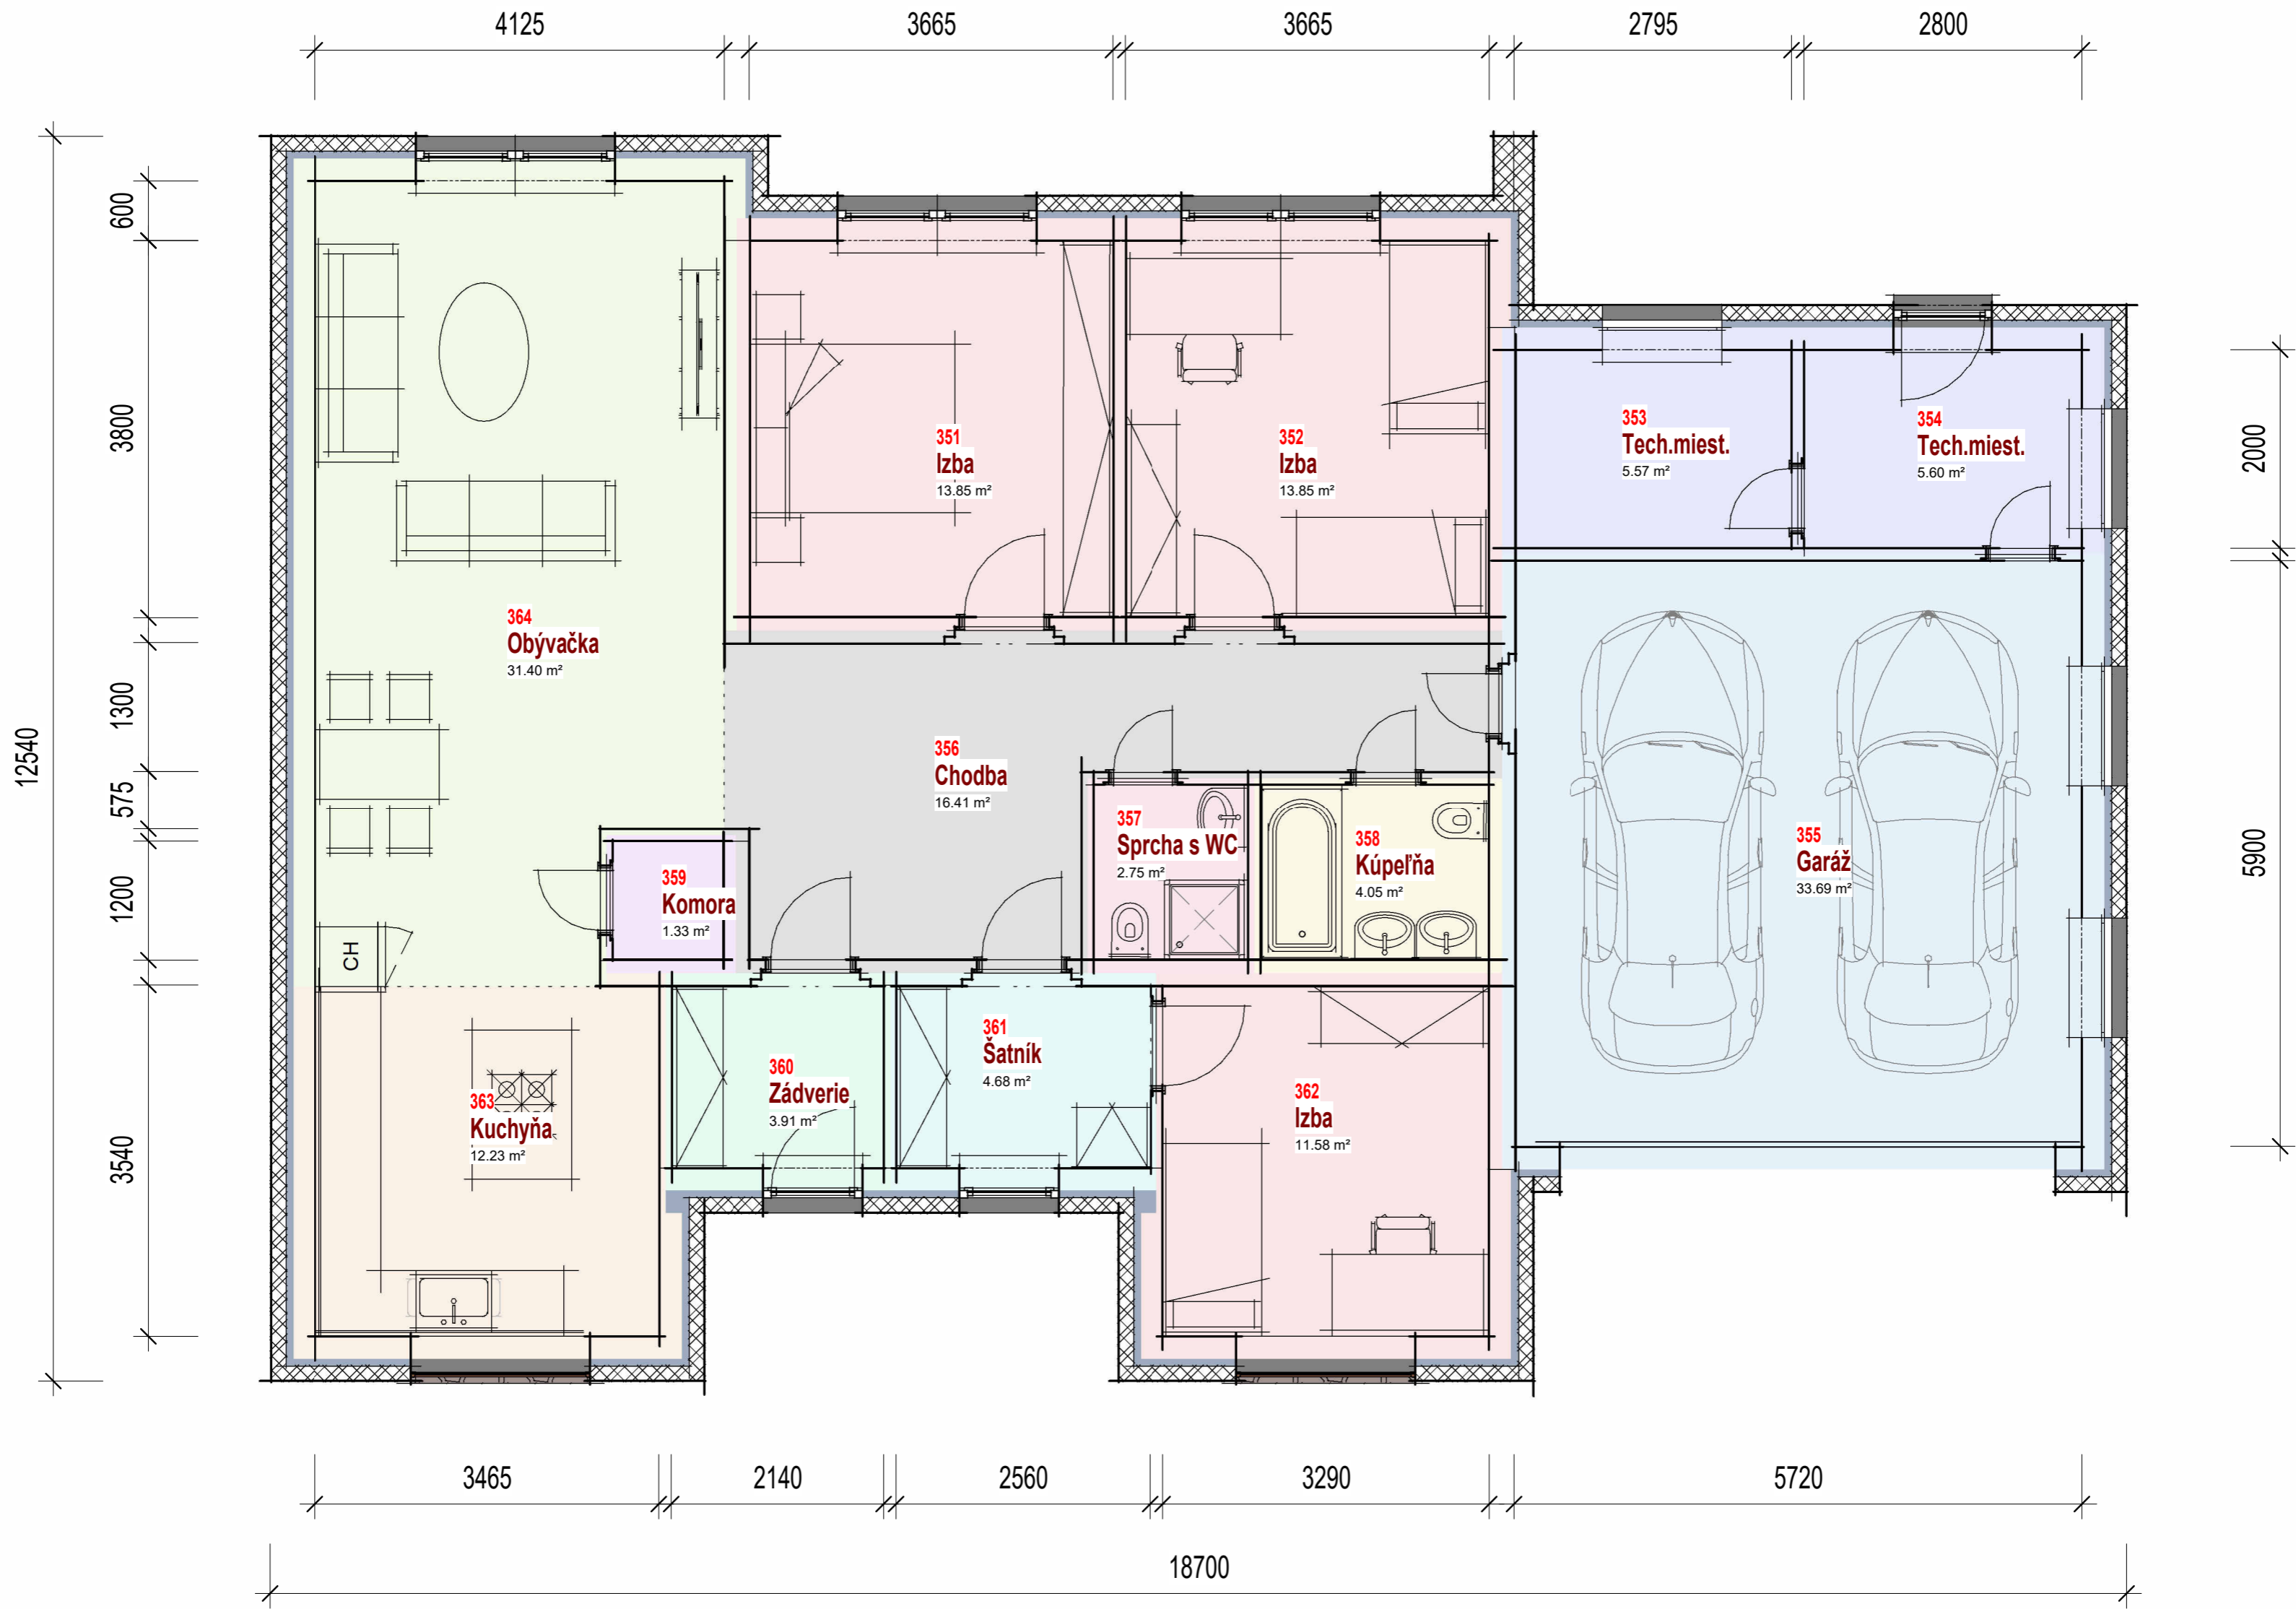 4125
3665
3665
2795
2800
600
3800
1300
575
1200
3540
12540
2000
5900
351
Izba
13.85 m²
352
Izba
13.85 m²
353
Tech.miest.
5.57 m²
354
Tech.miest.
5.60 m²
364
Obývačka
31.40 m²
356
Chodba
16.41 m²
357
Sprcha s WC
2.75 m²
358
Kúpeľňa
4.05 m²
355
Garáž
33.69 m²
359
Komora
1.33 m²
CH
360
Zádverie
3.91 m²
361
Šatník
4.68 m²
362
Izba
11.58 m²
363
Kuchyňa
12.23 m²
3465
2140
2560
3290
5720
18700